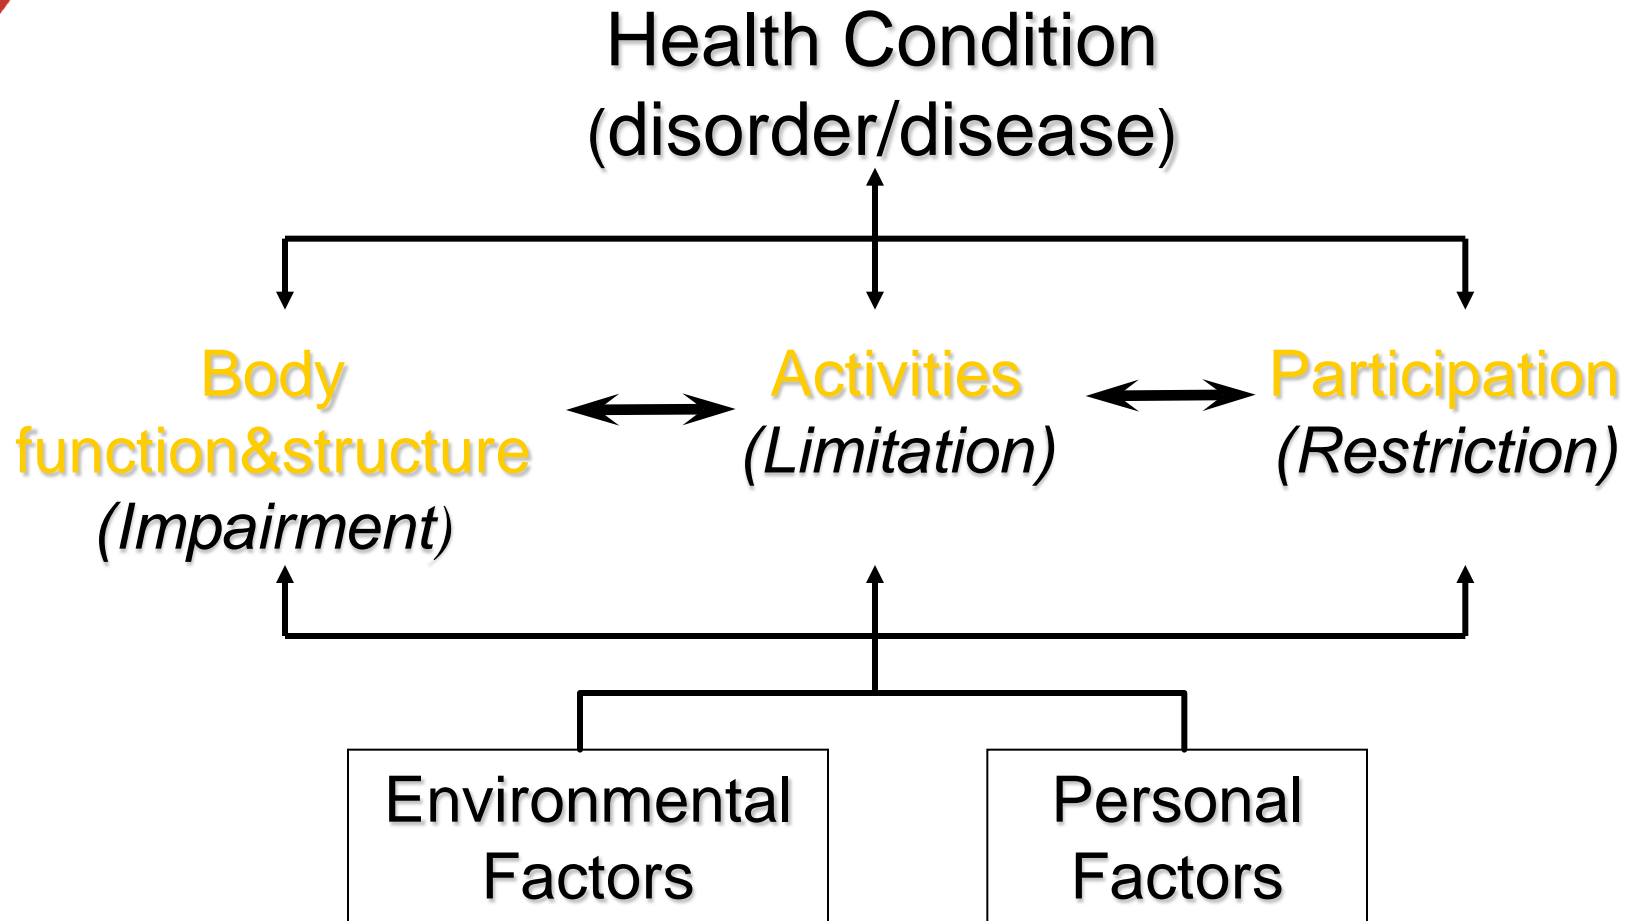 Health Condition
(disorder/disease)
Body
function&structure
(Impairment)
Activities
(Limitation)
Participation
(Restriction)
Environmental
Factors
Personal
Factors